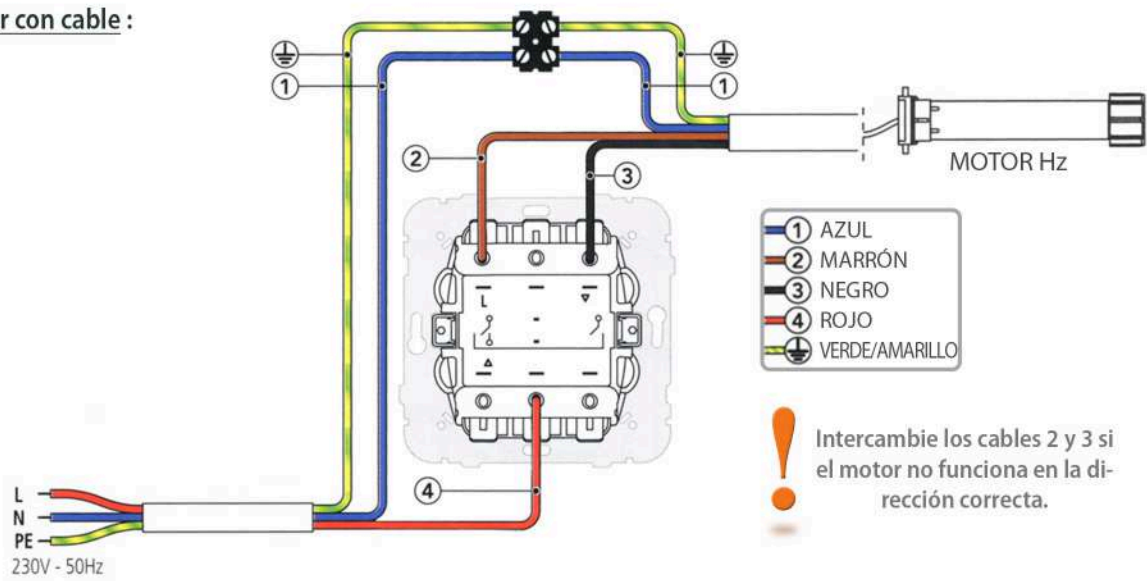 r con cable :
1
1
2
3
MOTOR Hz
1 AZUL
2 MARRÓN
3 NEGRO
4 ROJO
VERDE/AMARILLO
L
4
L
N
PE
230V - 50Hz
Intercambie los cables 2 y 3 si
el motor no funciona en la di-
rección correcta.